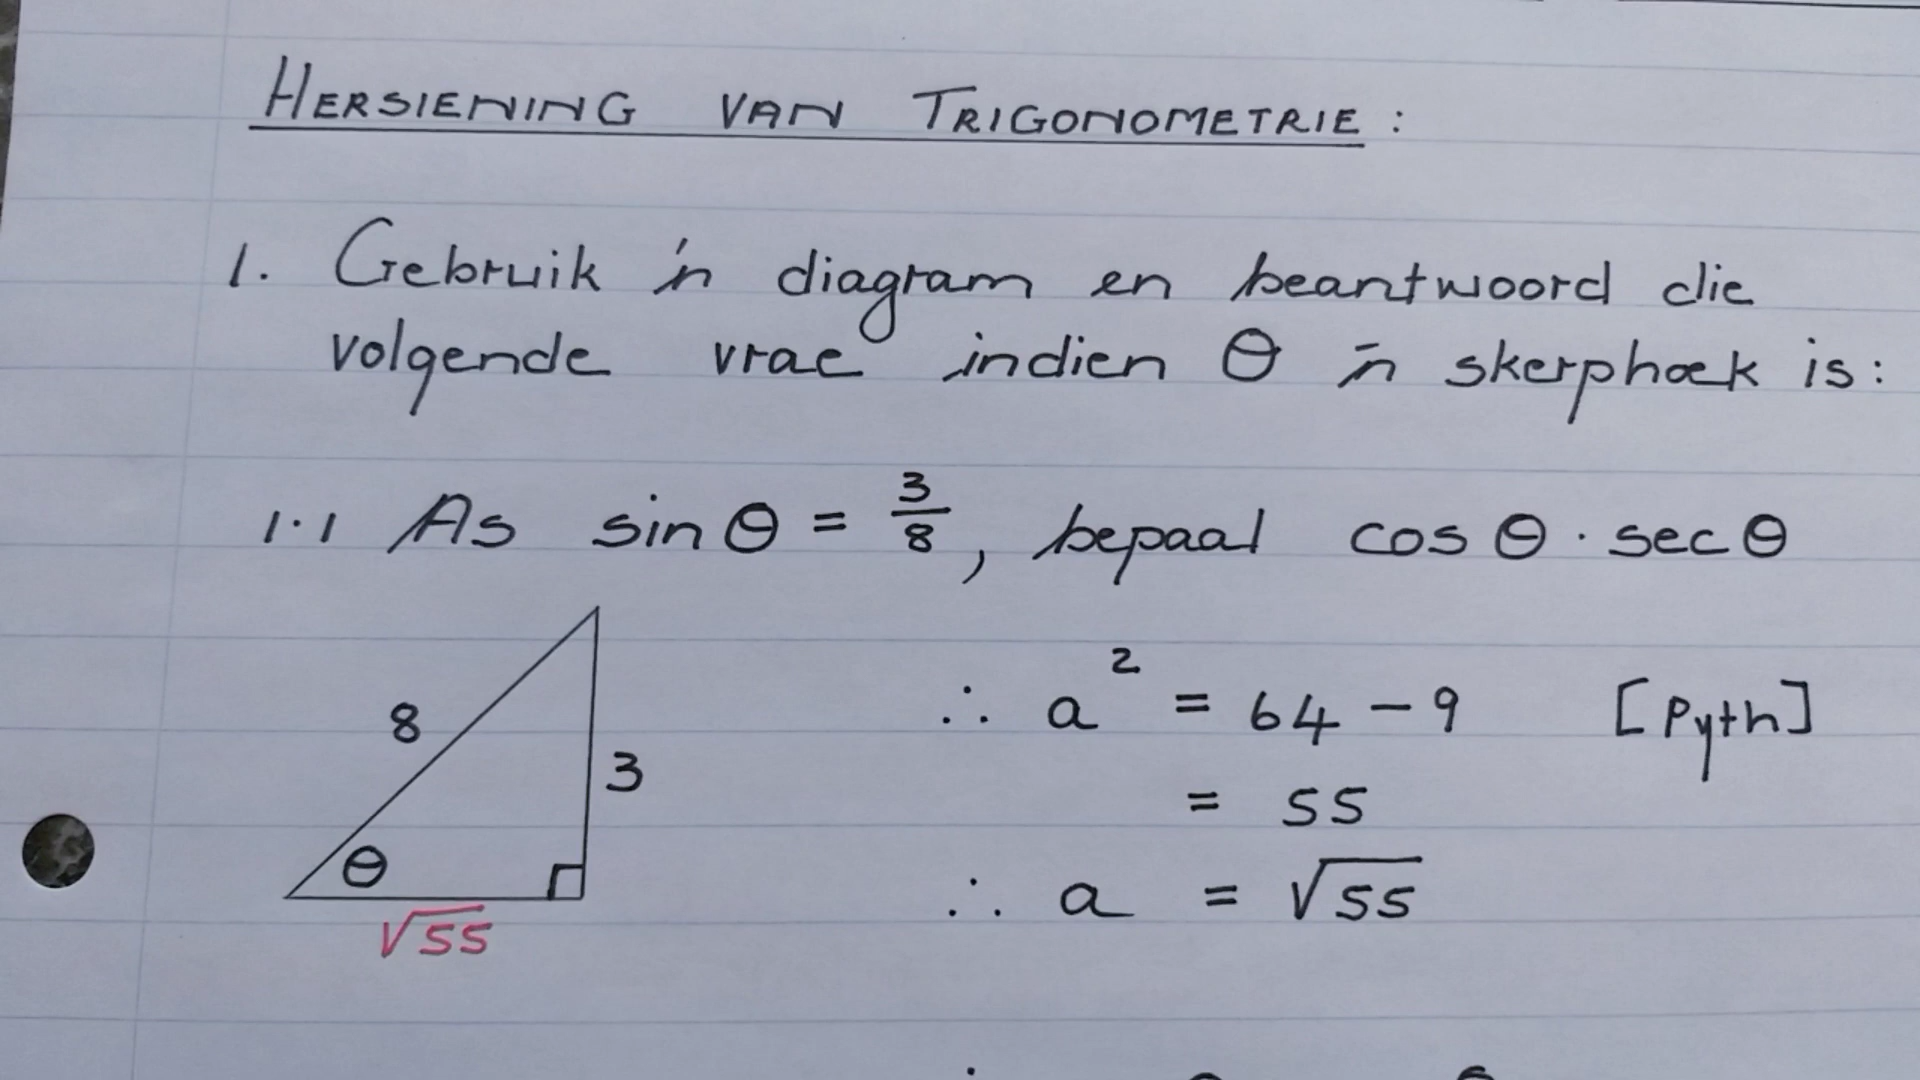 HERSIENING VAN TRIGONOMETRIE:
1. Gebruik 'n diagram en beantwoord die
volgende vrae indien θ 'n skerphoek is:
1.1 As sin θ = 3/8, bepaal cos θ · sec θ
8
3
θ
√55
∴ a² = 64 - 9 [Pyth]
= 55
∴ a = √55